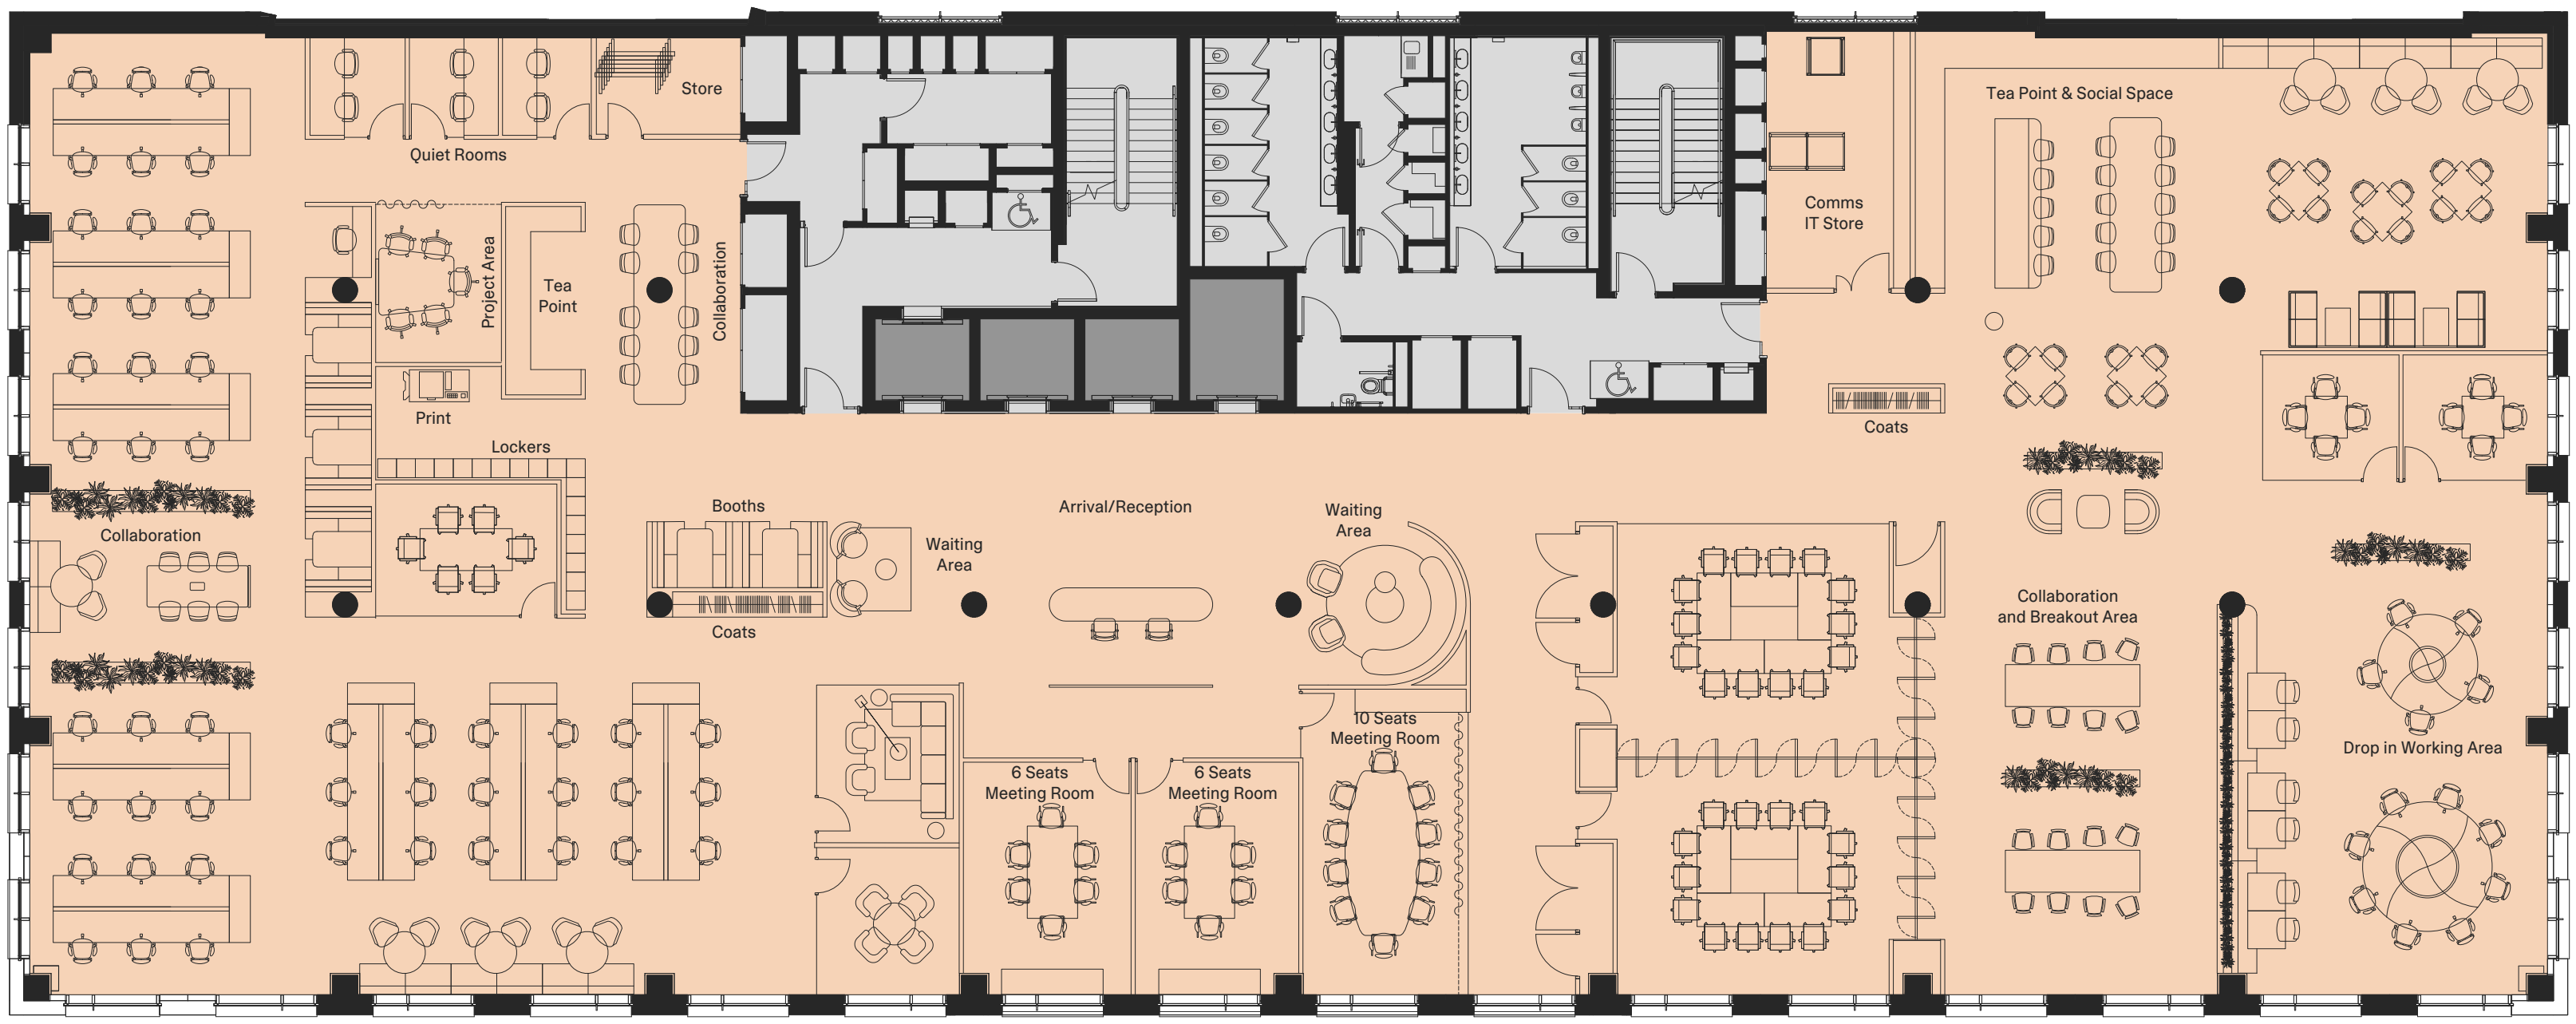 Store
Quiet Rooms
Tea Point & Social Space
Comms
IT Store
Project Area
Tea
Point
Collaboration
Print
Lockers
Coats
Collaboration
Booths
Arrival/Reception
Waiting
Area
Waiting
Area
Coats
Collaboration
and Breakout Area
10 Seats
Meeting Room
6 Seats
Meeting Room
6 Seats
Meeting Room
Drop in Working Area